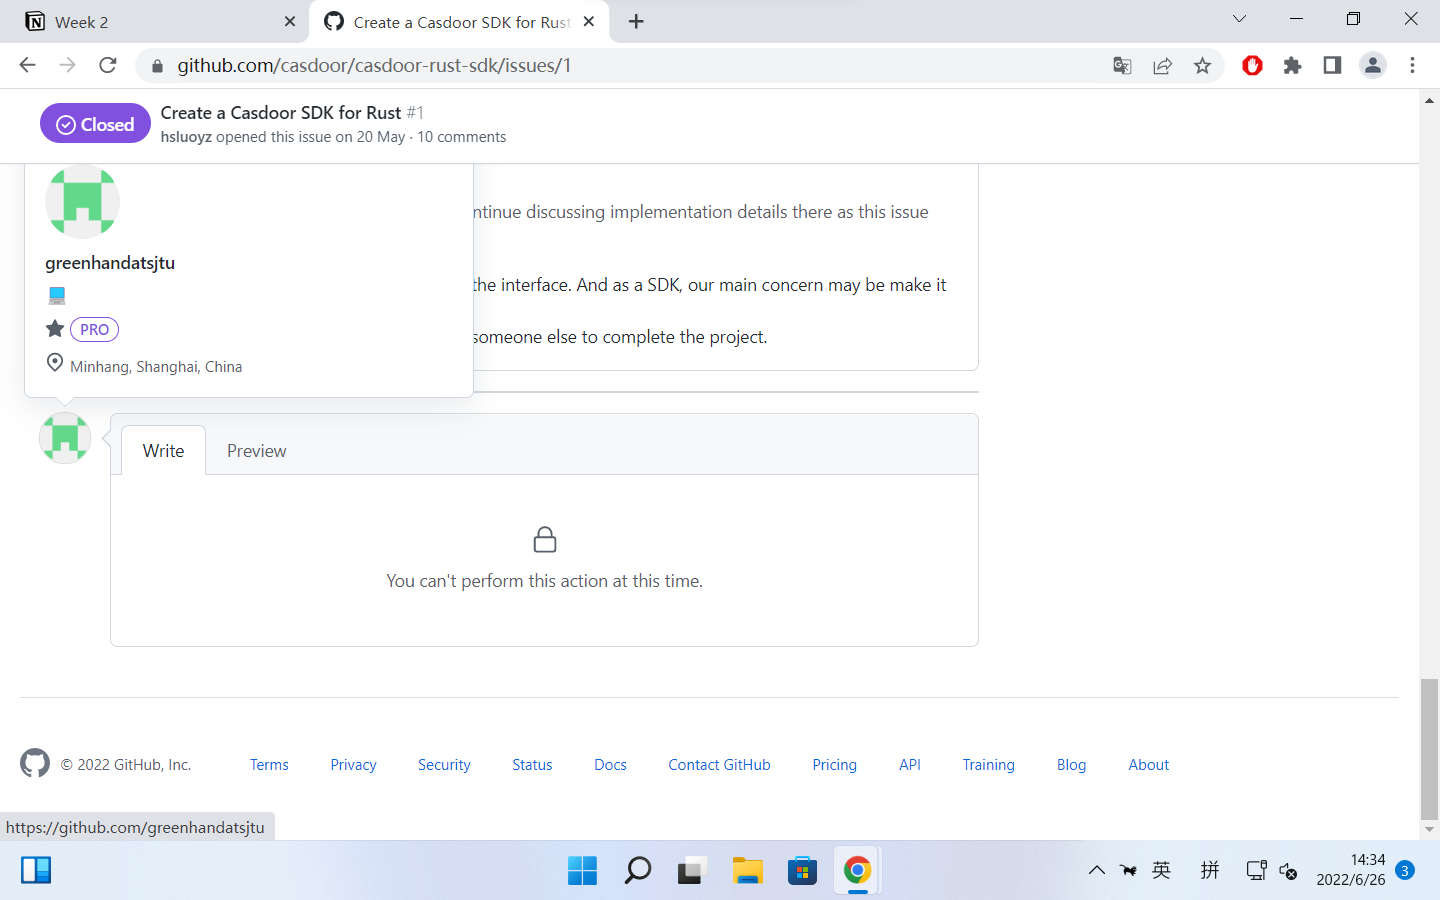 Week 2
Create a Casdoor SDK for Rust
github.com/casdoor/casdoor-rust-sdk/issues/1
Closed
Create a Casdoor SDK for Rust #1
hsluoyz opened this issue on 20 May · 10 comments
ntinue discussing implementation details there as this issue
greenhandatsjtu
the interface. And as a SDK, our main concern may be make it
PRO
someone else to complete the project.
Minhang, Shanghai, China
Write
Preview
You can't perform this action at this time.
© 2022 GitHub, Inc.
Terms
Privacy
Security
Status
Docs
Contact GitHub
Pricing
API
Training
Blog
About
https://github.com/greenhandatsjtu
英
拼
14:34
2022/6/26
3